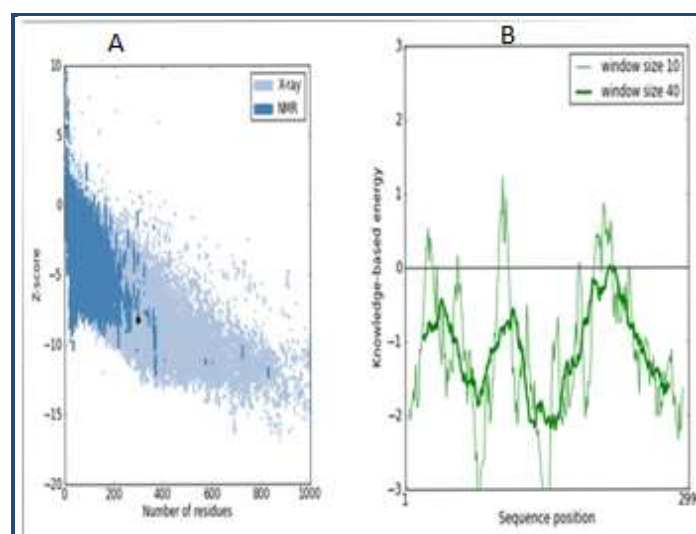 A
10
5
0
−5
−10
−15
−20
Z-score
X-ray
NMR
0
200
400
600
800
1000
Number of residues
B
3
2
1
0
−1
−2
−3
Knowledge-based energy
window size 10
window size 40
1
299
Sequence position